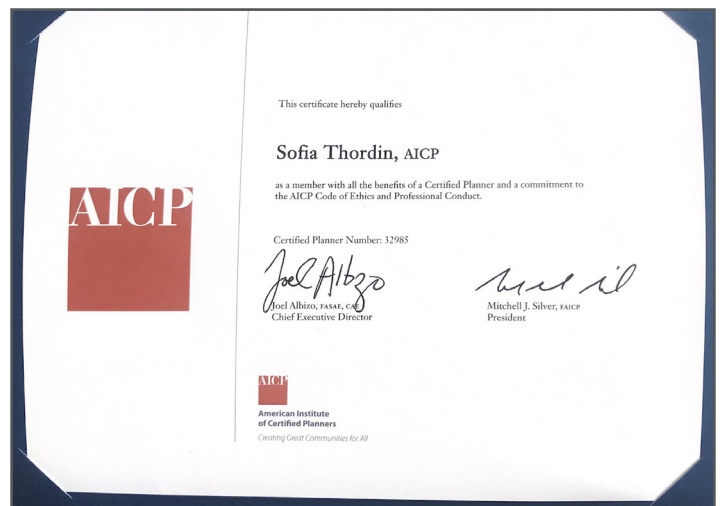 This certificate hereby qualifies
Sofia Thordin, AICP
as a member with all the benefits of a Certified Planner and a commitment to
the AICP Code of Ethics and Professional Conduct.
AICP
Certified Planner Number: 32985
Joel Albizo
Joel Albizo, FASAE, CAE
Chief Executive Director
Mitchell J. Silver, FAICP
President
AICP
American Institute
of Certified Planners
Creating Great Communities for All